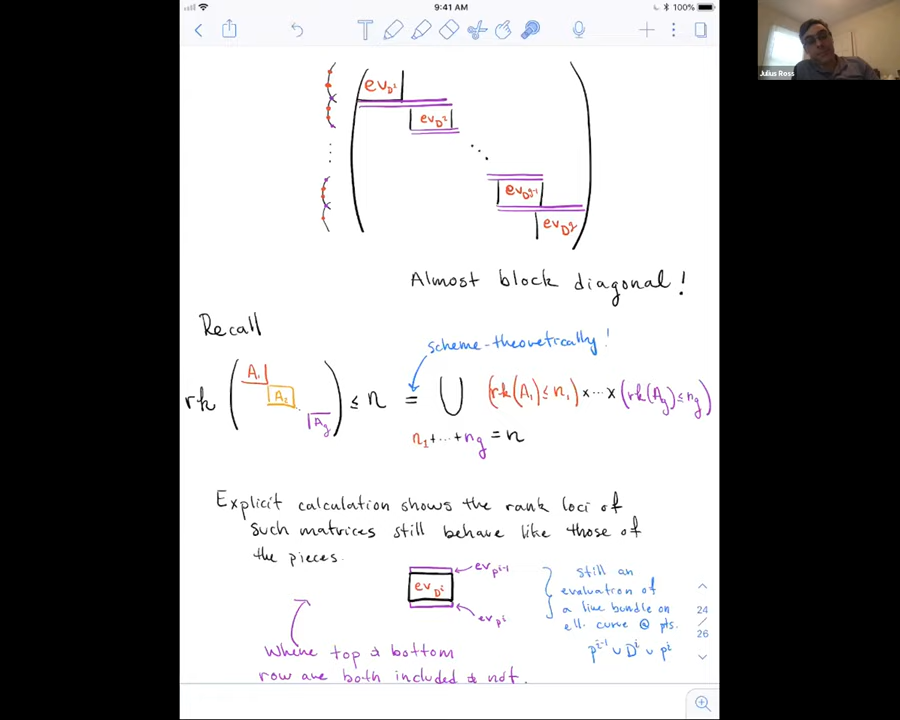 9:41 AM
100%
T
Julius Ross
ev_{D^1}
ev_{D^2}
ev_{D^{g-1}}
ev_{D^g}
Almost block diagonal!
Recall
scheme-theoretically!
rk ( A_1 A_2 A_g ) ≤ n = ⋃ (rk(A_1) ≤ n_1) × ··· × (rk(A_g) ≤ n_g)
n_1 + ··· + n_g = n
Explicit calculation shows the rank loci of
such matrices still behave like those of
the pieces.
ev_{p^{i-1}}
ev_{D^i}
ev_{p^i}
still an
evaluation of
a line bundle on
ell. curve @ pts.
p^{i-1} ∪ D^i ∪ p^i
24
/
26
Where top & bottom
row are both included & not.